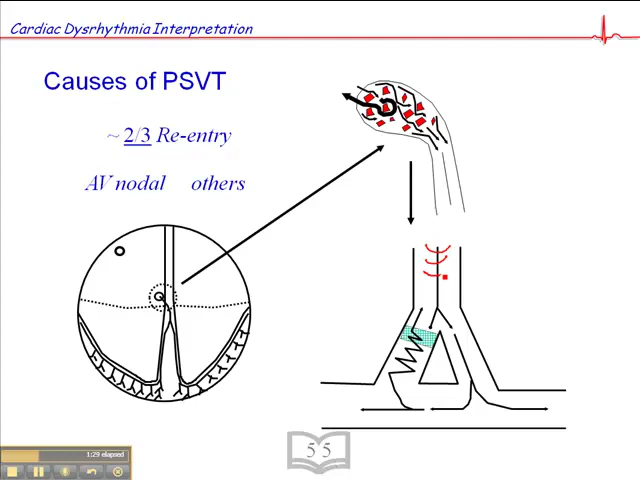 Cardiac Dysrhythmia Interpretation
Causes of PSVT
~ 2/3 Re-entry
AV nodal others
55
1:29 elapsed